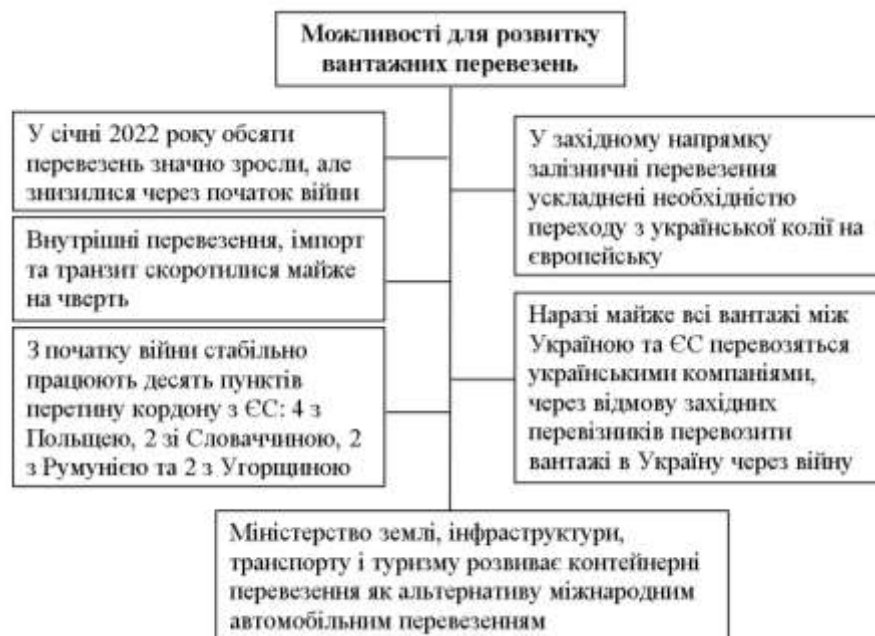 Можливості для розвитку
вантажних перевезень
У січні 2022 року обсяги
перевезень значно зросли, але
знизилися через початок війни
Внутрішні перевезення, імпорт
та транзит скоротилися майже
на чверть
З початку війни стабільно
працюють десять пунктів
перетину кордону з ЄС: 4 з
Польщею, 2 зі Словаччиною, 2
з Румунією та 2 з Угорщиною
У західному напрямку
залізничні перевезення
ускладнені необхідністю
переходу з української колії на
європейську
Наразі майже всі вантажі між
Україною та ЄС перевозяться
українськими компаніями,
через відмову західних
перевізників перевозити
вантажі в Україну через війну
Міністерство землі, інфраструктури,
транспорту і туризму розвиває контейнерні
перевезення як альтернативу міжнародним
автомобільним перевезенням